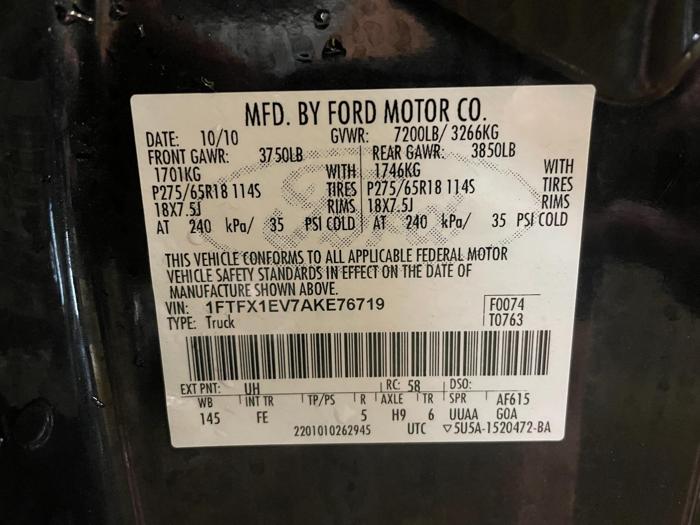 MFD. BY FORD MOTOR CO.
DATE: 10/10 GVWR: 7200LB/ 3266KG
FRONT GAWR: 3750LB REAR GAWR: 3850LB
1701KG WITH 1746KG WITH
P275/65R18 114S TIRES P275/65R18 114S TIRES
18X7.5J RIMS 18X7.5J RIMS
AT 240 kPa/ 35 PSI COLD AT 240 kPa/ 35 PSI COLD
Ford
THIS VEHICLE CONFORMS TO ALL APPLICABLE FEDERAL MOTOR
VEHICLE SAFETY STANDARDS IN EFFECT ON THE DATE OF
MANUFACTURE SHOWN ABOVE.
VIN: 1FTFX1EV7AKE76719 F0074
TYPE: Truck T0763
EXT PNT: UH RC: 58 DSO:
WB INT TR TP/PS R AXLE TR SPR AF615
145 FE 5 H9 6 UUAA GOA
2201010262945 UTC ▽5U5A-1520472-BA